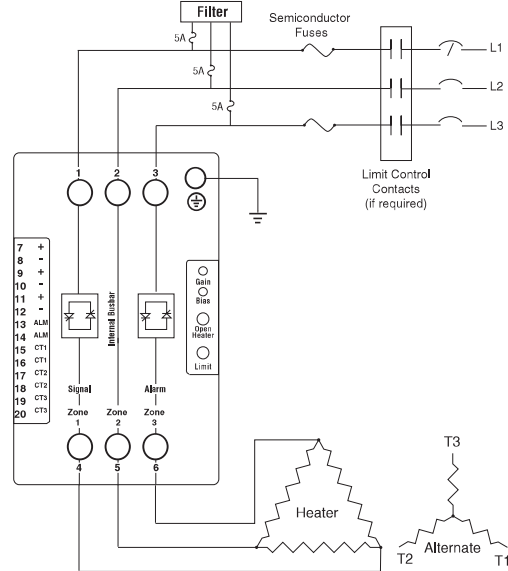 Filter
Semiconductor
Fuses
5A
L1
5A
L2
5A
L3
Limit Control
Contacts
(if required)
1
2
3
7 +
8 -
9 +
10 -
11 +
12 -
13 ALM
14 ALM
15 CT1
16 CT1
17 CT2
18 CT2
19 CT3
20 CT3
Internal Busbar
Gain
Bias
Open
Heater
Limit
Signal
Alarm
Zone
1
Zone
2
Zone
3
4
5
6
Heater
T3
T2
Alternate
T1